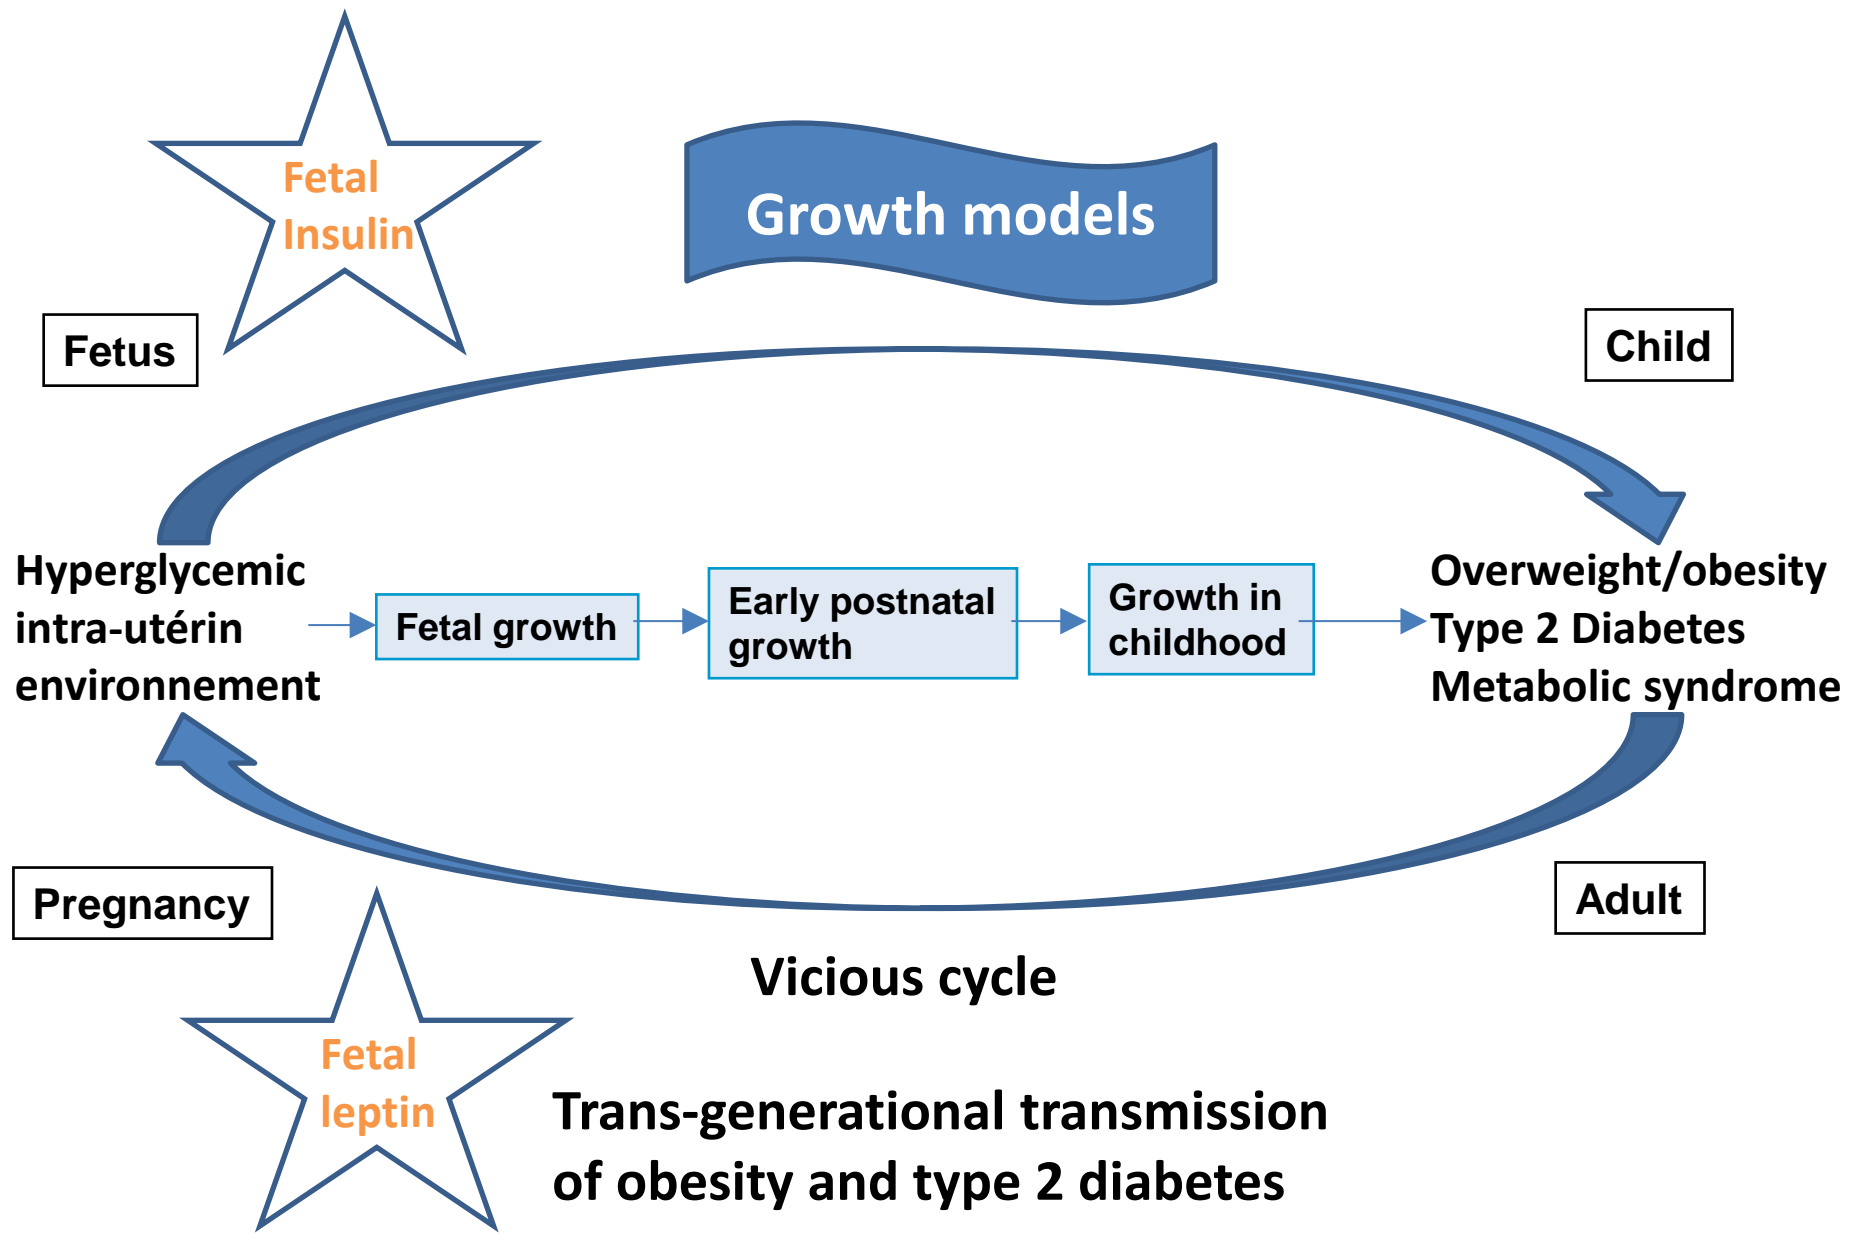 Fetal
Insulin
Growth models
Fetus
Child
Hyperglycemic
intra-utérin
environnement
Fetal growth
Early postnatal
growth
Growth in
childhood
Overweight/obesity
Type 2 Diabetes
Metabolic syndrome
Pregnancy
Adult
Vicious cycle
Fetal
leptin
Trans-generational transmission
of obesity and type 2 diabetes